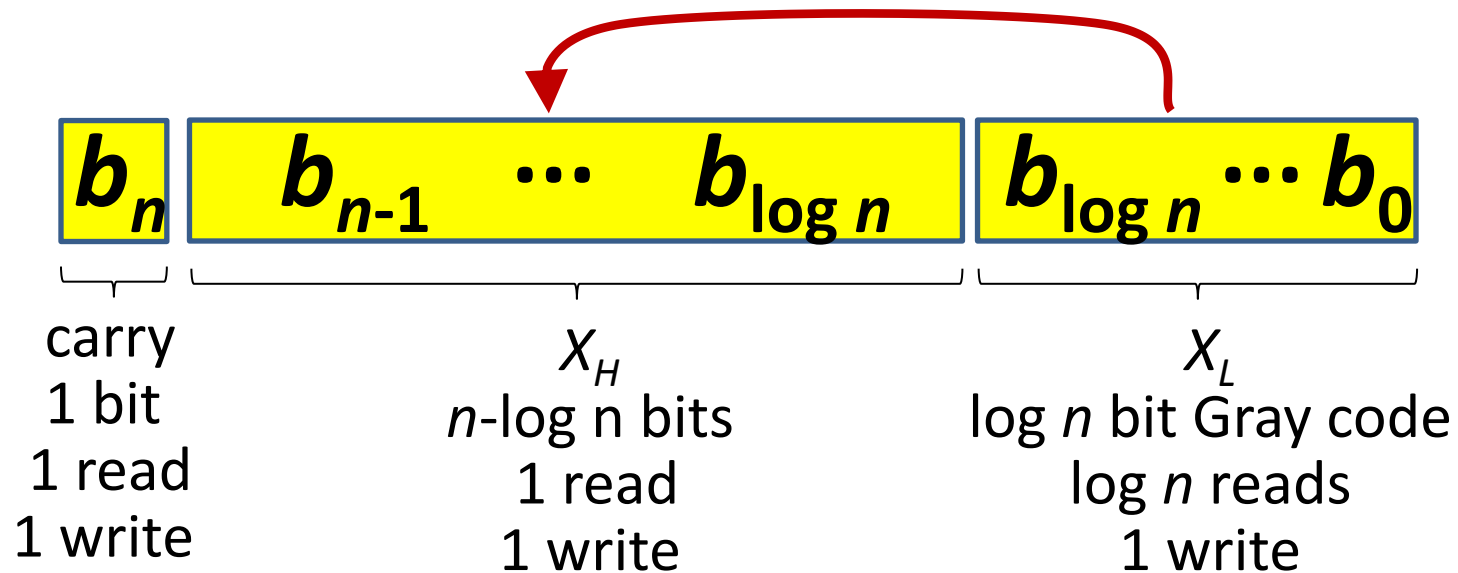 b_n b_{n-1} ... b_{log n} b_{log n} ... b_0
carry
1 bit
1 read
1 write
X_H
n-log n bits
1 read
1 write
X_L
log n bit Gray code
log n reads
1 write